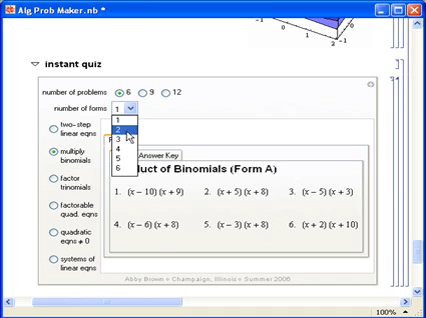 Alg Prob Maker.nb *
1
0
-1
-2
2
instant quiz
number of problems 6 9 12
number of forms 1
1
2
3
4
5
6
two-step
linear eqns
multiply
binomials
factor
trinomials
factorable
quad. eqns
quadratic
eqns ≠ 0
systems of
linear eqns
Answer Key
duct of Binomials (Form A)
1. (x − 10) (x + 9) 2. (x + 5) (x + 8) 3. (x − 5) (x + 3)
4. (x − 6) (x + 8) 5. (x − 3) (x + 8) 6. (x + 2) (x + 10)
Abby Brown • Champaign, Illinois • Summer 2006
100%